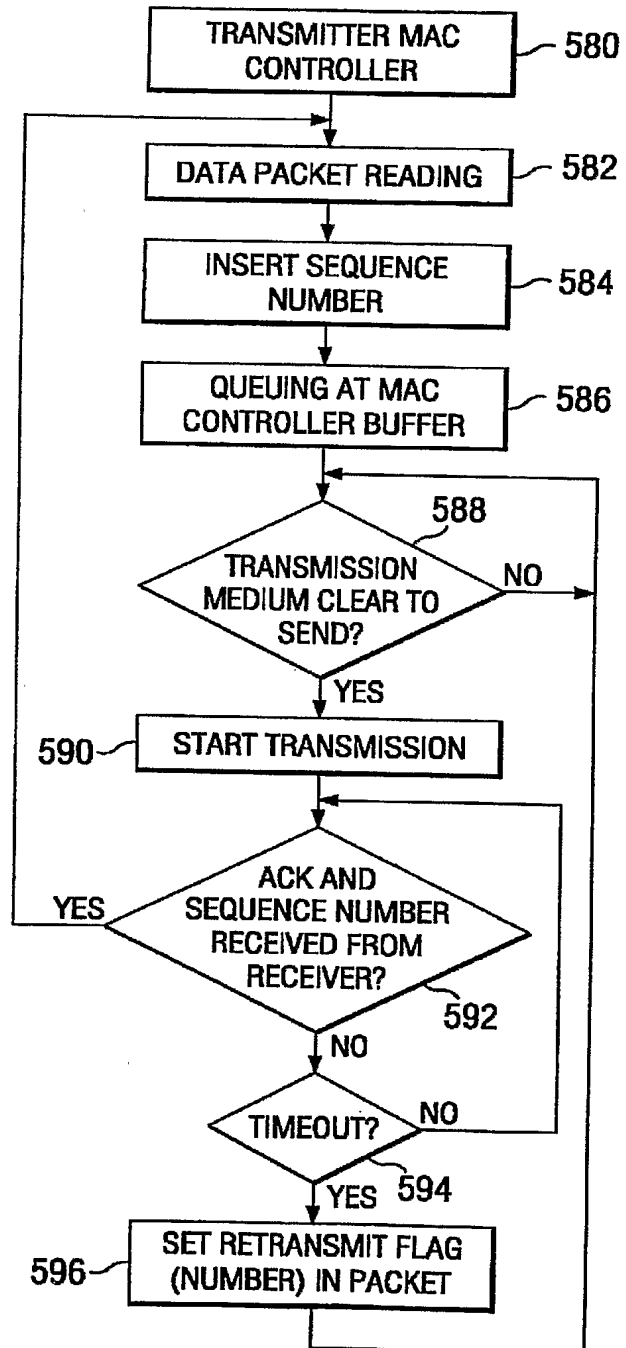 TRANSMITTER MAC
CONTROLLER
580
DATA PACKET READING
582
INSERT SEQUENCE
NUMBER
584
QUEUING AT MAC
CONTROLLER BUFFER
586
588
TRANSMISSION
MEDIUM CLEAR TO
SEND?
NO
YES
590
START TRANSMISSION
YES
ACK AND
SEQUENCE NUMBER
RECEIVED FROM
RECEIVER?
592
NO
TIMEOUT?
NO
594
YES
596
SET RETRANSMIT FLAG
(NUMBER) IN PACKET